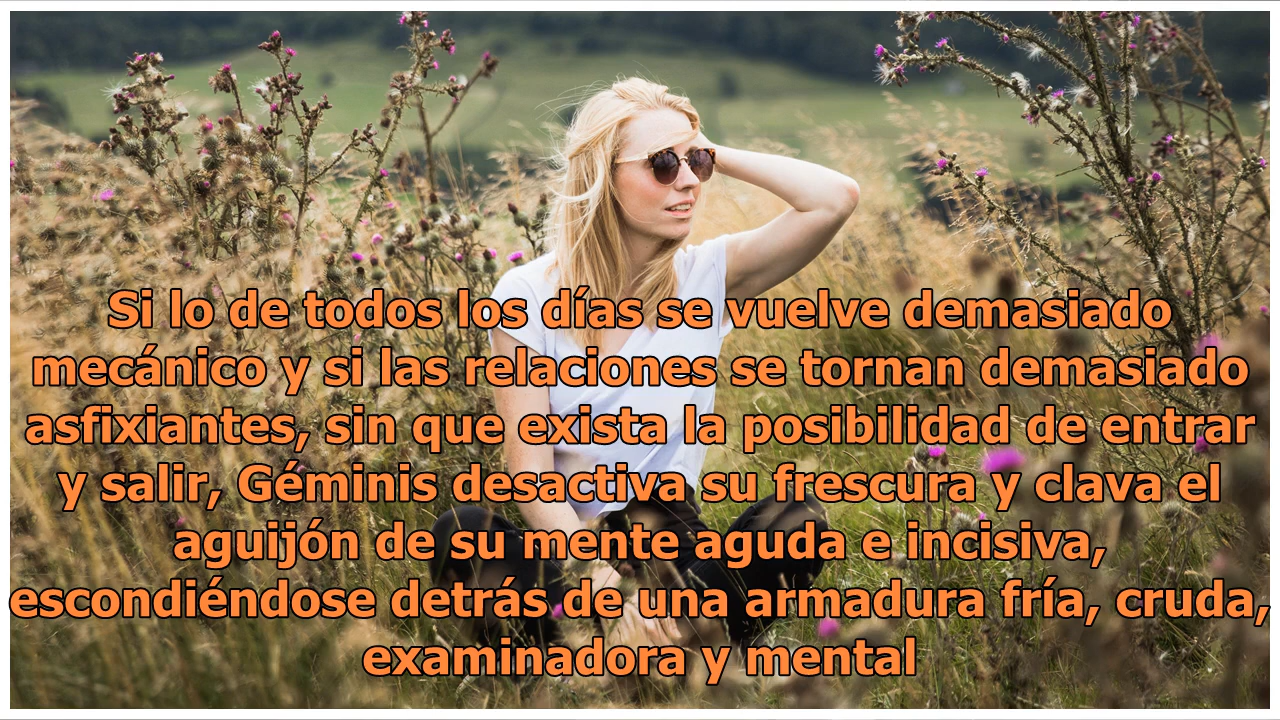 Si lo de todos los días se vuelve demasiado
mecánico y si las relaciones se tornan demasiado
asfixiantes, sin que exista la posibilidad de entrar
y salir, Géminis desactiva su frescura y clava el
aguijón de su mente aguda e incisiva,
escondiéndose detrás de una armadura fría, cruda,
examinadora y mental